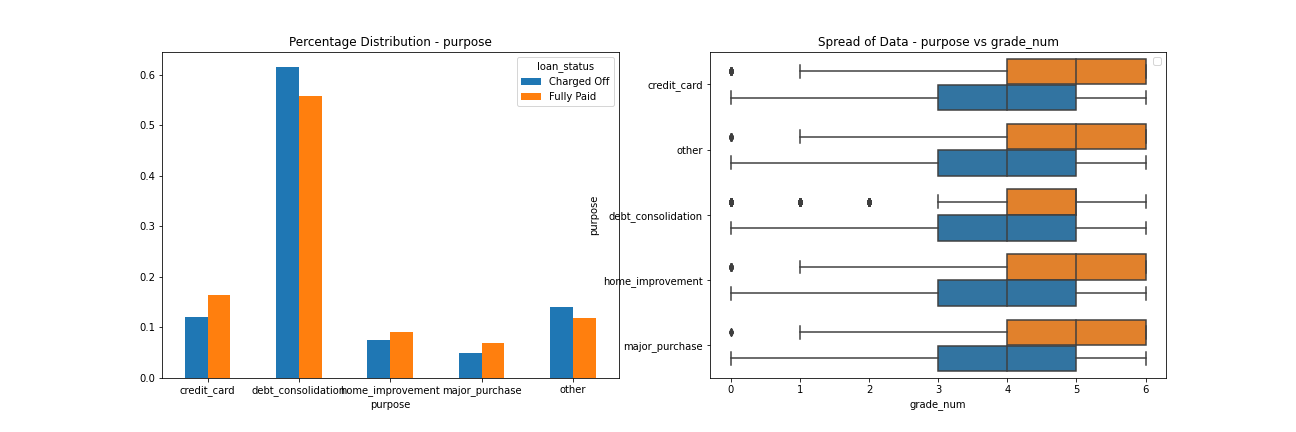 Percentage Distribution - purpose
loan_status
Charged Off
Fully Paid
0.6
0.5
0.4
0.3
0.2
0.1
0.0
credit_card debt_consolidation home_improvement major_purchase other
purpose
Spread of Data - purpose vs grade_num
purpose
credit_card
other
debt_consolidation
home_improvement
major_purchase
0 1 2 3 4 5 6
grade_num